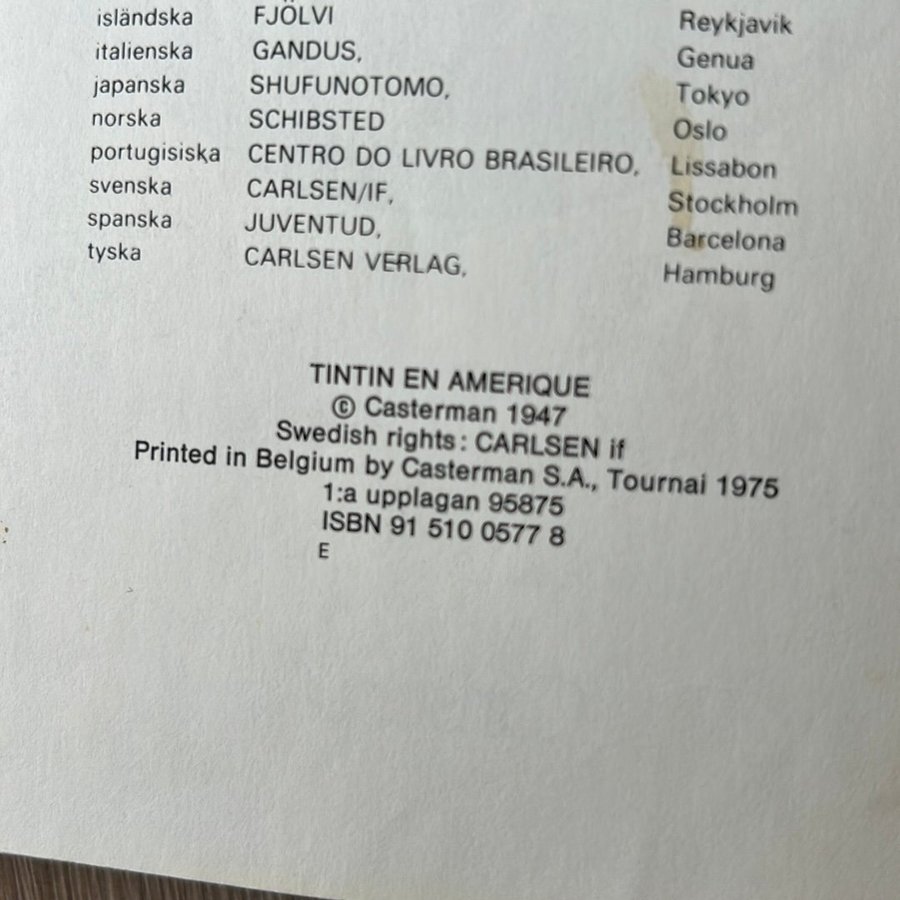 isländska FJÖLVI Reykjavik
italienska GANDUS, Genua
japanska SHUFUNOTOMO, Tokyo
norska SCHIBSTED Oslo
portugisiska CENTRO DO LIVRO BRASILEIRO, Lissabon
svenska CARLSEN/IF, Stockholm
spanska JUVENTUD, Barcelona
tyska CARLSEN VERLAG, Hamburg
TINTIN EN AMERIQUE
© Casterman 1947
Swedish rights: CARLSEN if
Printed in Belgium by Casterman S.A., Tournai 1975
1:a upplagan 95875
ISBN 91 510 0577 8
E